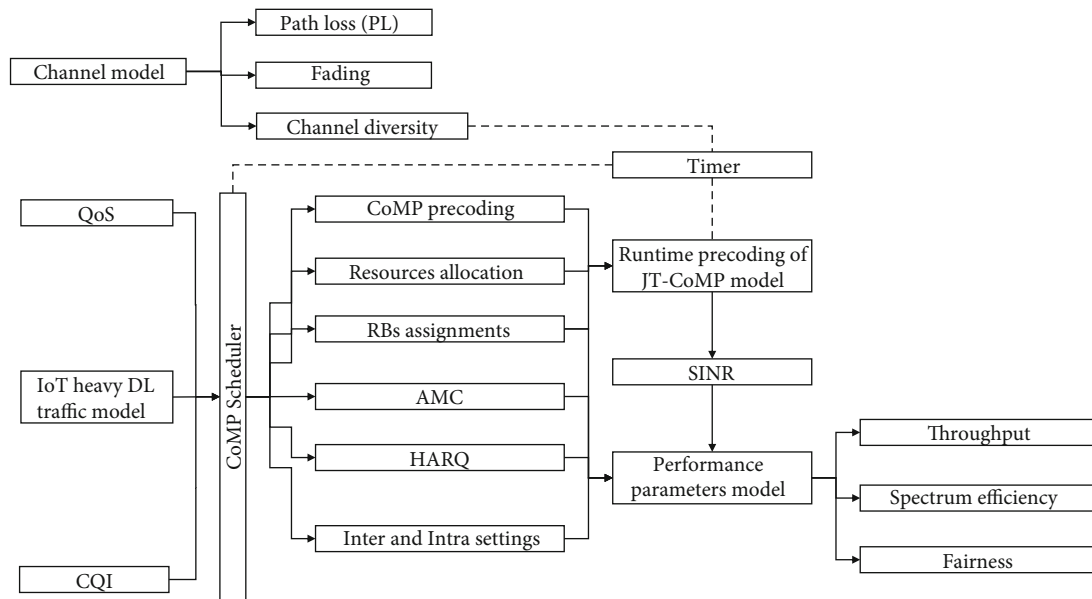 Path loss (PL)
Channel model
Fading
Channel diversity
Timer
QoS
IoT heavy DL
traffic model
CQI
CoMP Scheduler
CoMP precoding
Resources allocation
RBs assignments
AMC
HARQ
Inter and Intra settings
Runtime precoding of
JT-CoMP model
SINR
Performance
parameters model
Throughput
Spectrum efficiency
Fairness